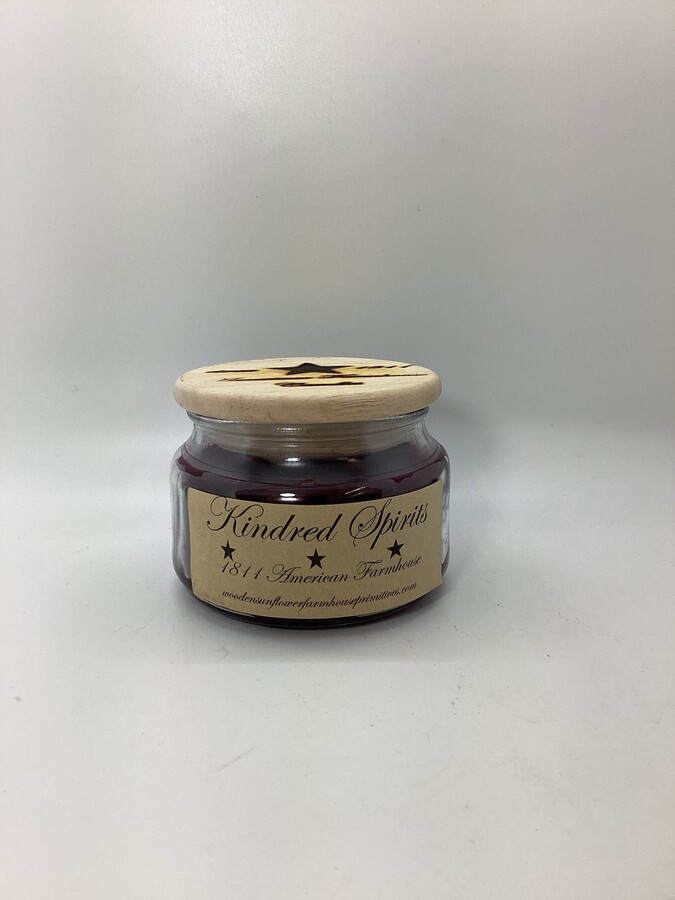 Kindred Spirits
1811 American Farmhouse
woodensunflowerfarmhouseprimitives.com